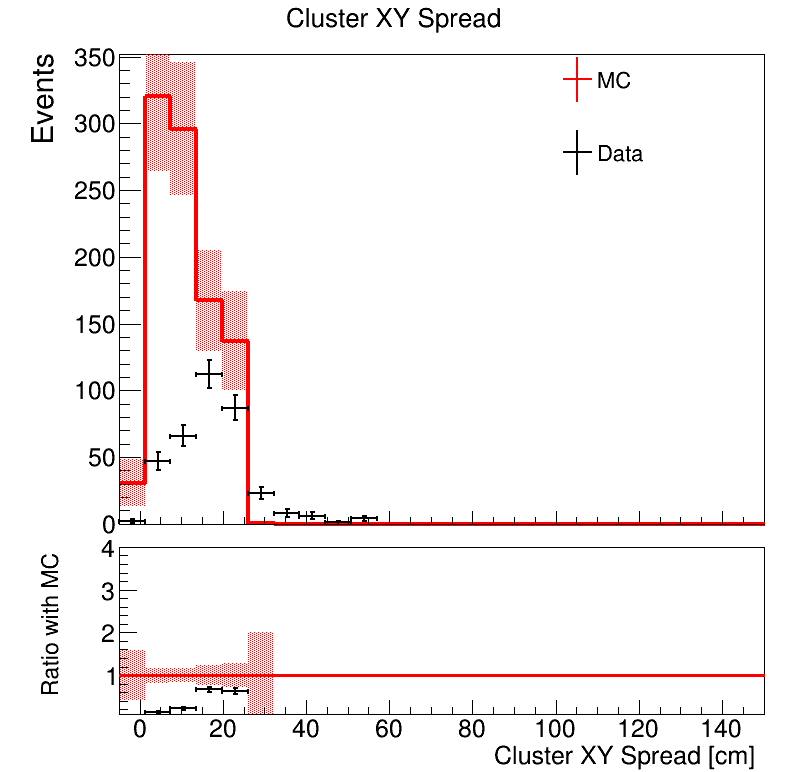 Cluster XY Spread
Events
350
300
250
200
150
100
50
0
MC
Data
Ratio with MC
4
3
2
1
0 20 40 60 80 100 120 140
Cluster XY Spread [cm]